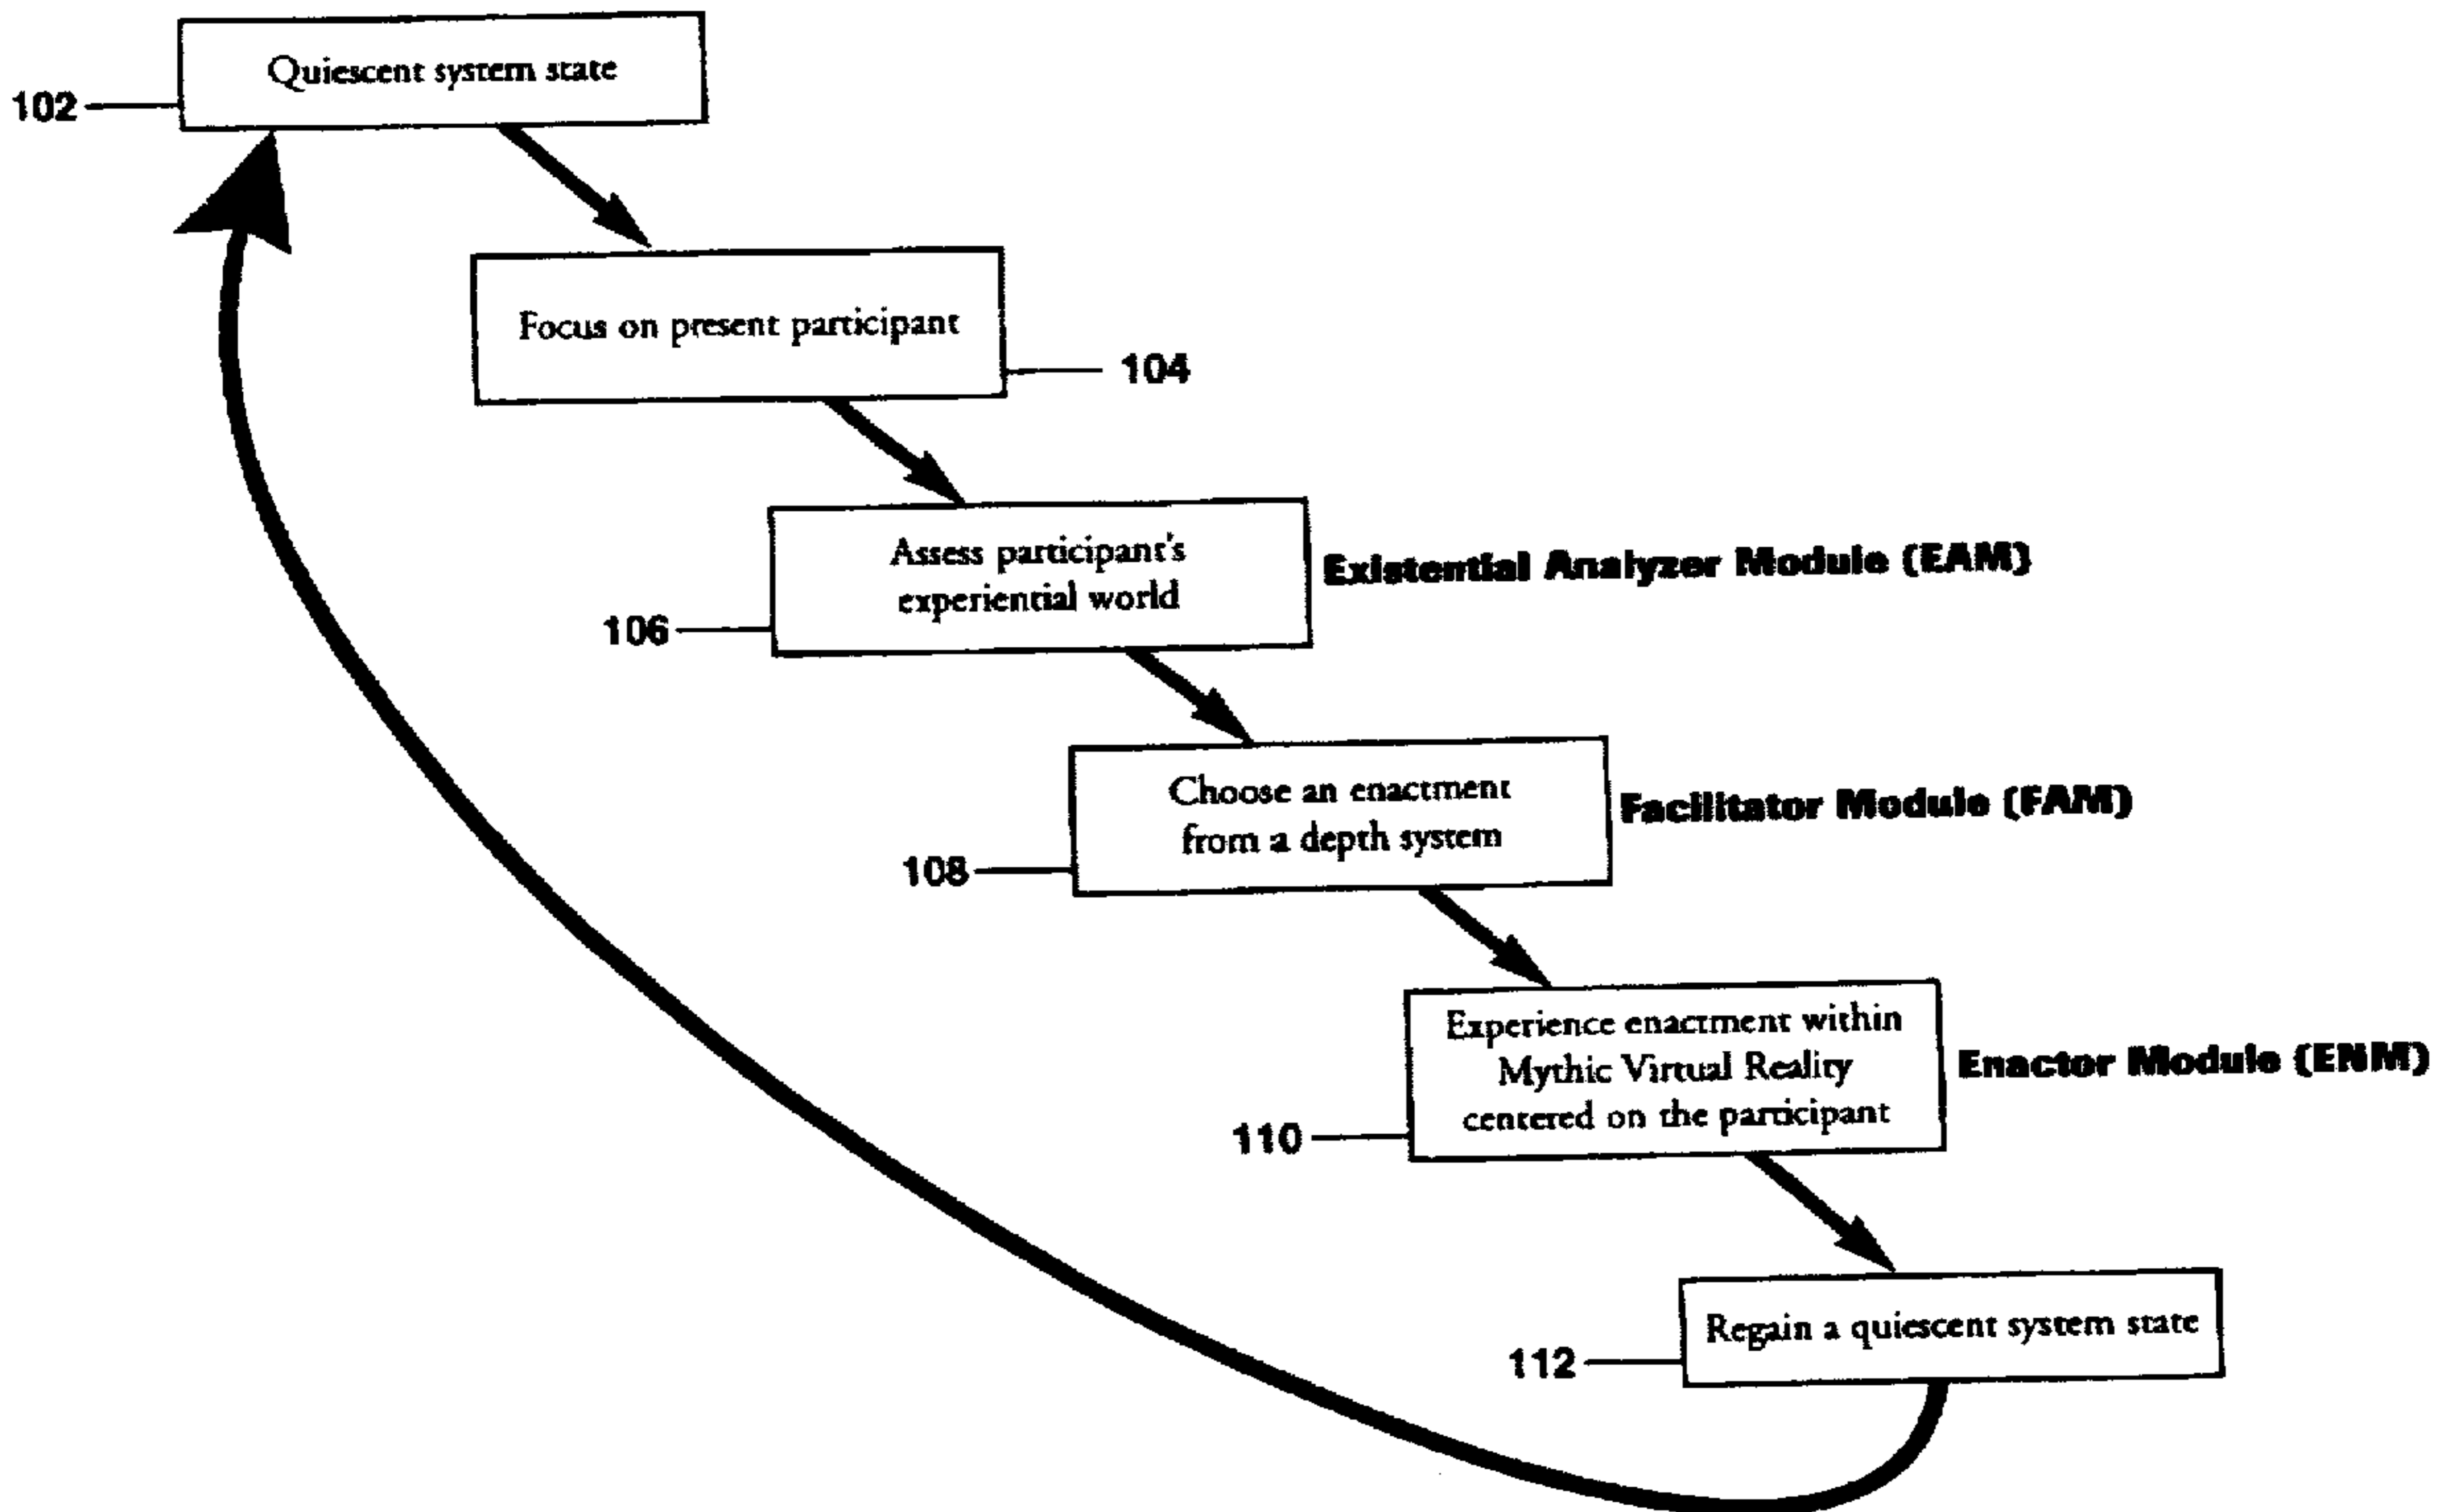 Quiescent system state
102
Focus on present participant
104
Assess participant's
experiential world
Existential Analyzer Module (EAM)
106
Choose an enactment
from a depth system
Facilitator Module (FAM)
108
Experience enactment within
Mythic Virtual Reality
centered on the participant
Enactor Module (ENM)
110
Regain a quiescent system state
112